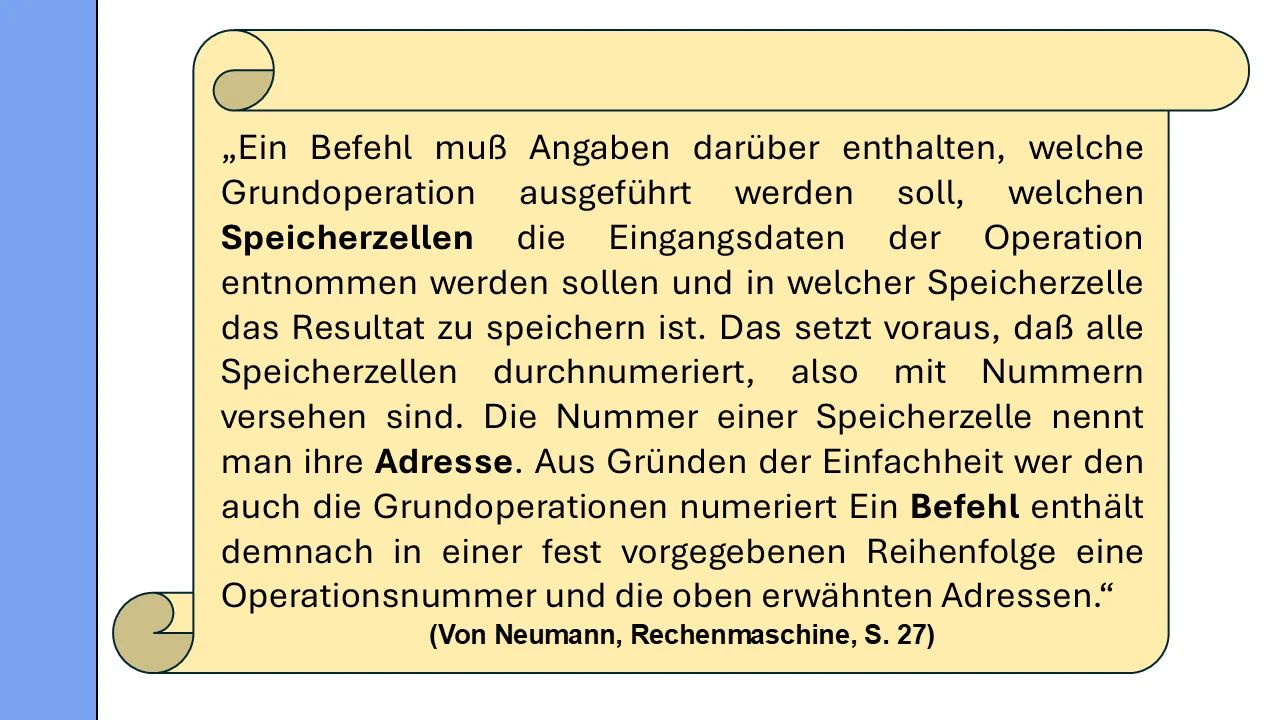 „Ein Befehl muß Angaben darüber enthalten, welche
Grundoperation ausgeführt werden soll, welchen
Speicherzellen die Eingangsdaten der Operation
entnommen werden sollen und in welcher Speicherzelle
das Resultat zu speichern ist. Das setzt voraus, daß alle
Speicherzellen durchnumeriert, also mit Nummern
versehen sind. Die Nummer einer Speicherzelle nennt
man ihre Adresse. Aus Gründen der Einfachheit wer den
auch die Grundoperationen numeriert Ein Befehl enthält
demnach in einer fest vorgegebenen Reihenfolge eine
Operationsnummer und die oben erwähnten Adressen.“
(Von Neumann, Rechenmaschine, S. 27)